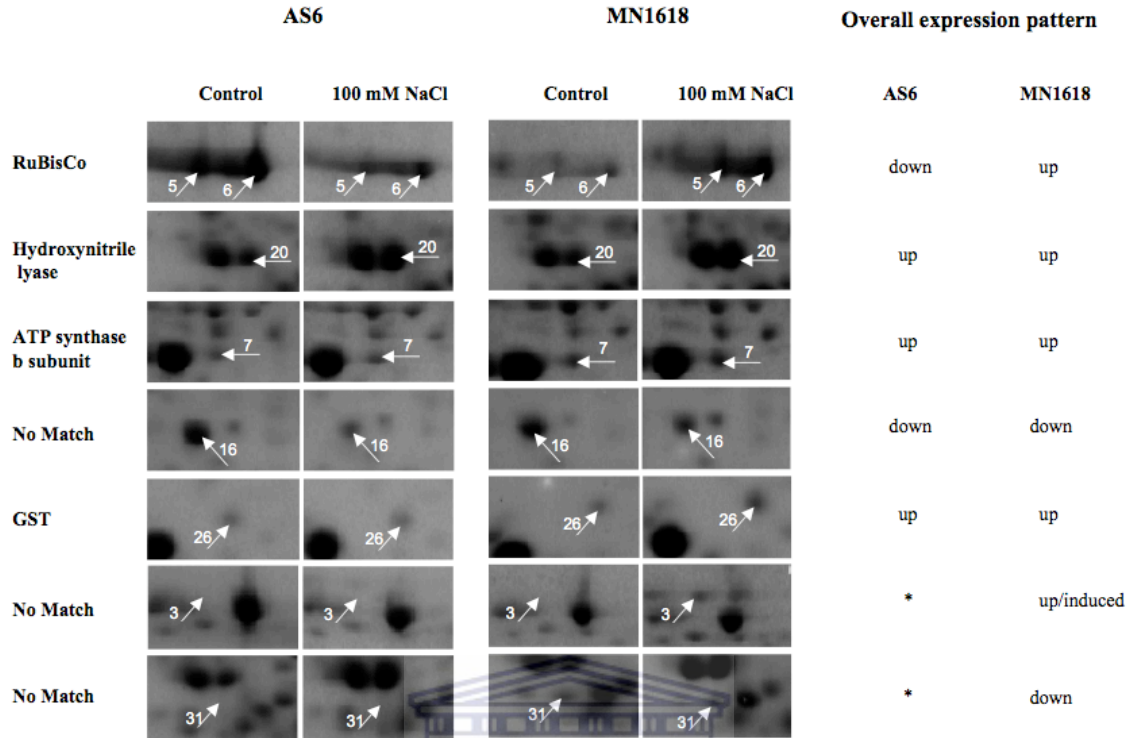 AS6 MN1618 Overall expression pattern
Control 100 mM NaCl Control 100 mM NaCl AS6 MN1618
RuBisCo 5 6 5 6 5 6 5 6 down up
Hydroxynitrile
lyase 20 20 20 20 up up
ATP synthase
b subunit 7 7 7 7 up up
No Match 16 16 16 16 down down
GST 26 26 26 26 up up
No Match 3 3 3 3 * up/induced
No Match 31 31 31 31 * down